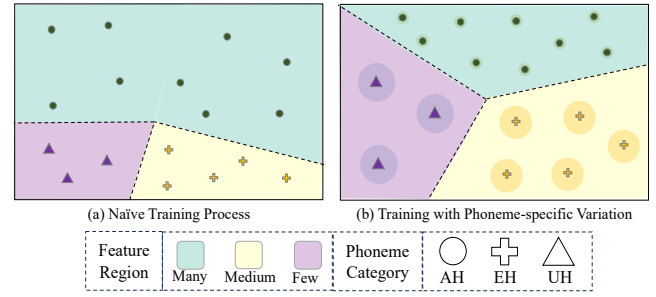 (a) Naïve Training Process
(b) Training with Phoneme-specific Variation
Feature
Region
Many
Medium
Few
Phoneme
Category
AH
EH
UH